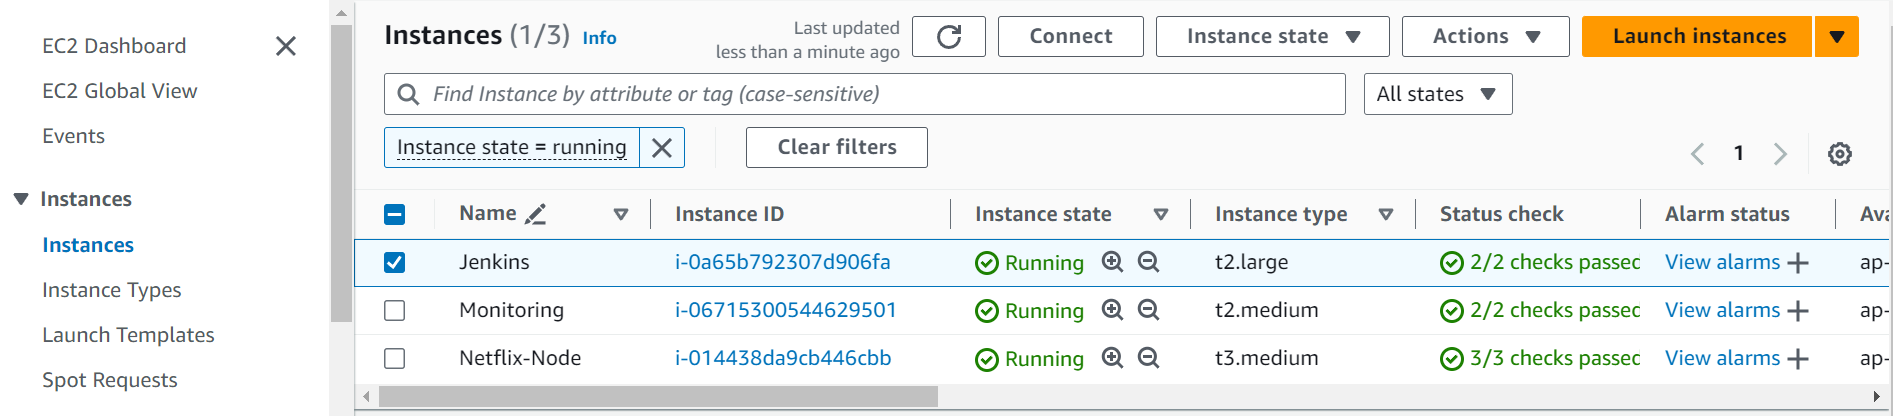 EC2 Dashboard
EC2 Global View
Events
Instances
Instances
Instance Types
Launch Templates
Spot Requests
Instances (1/3) Info
Last updated
less than a minute ago
Connect
Instance state
Actions
Launch instances
Find Instance by attribute or tag (case-sensitive)
All states
Instance state = running
Clear filters
1
Name Instance ID Instance state Instance type Status check Alarm status Ava
Jenkins i-0a65b792307d906fa Running t2.large 2/2 checks passed View alarms ap-
Monitoring i-06715300544629501 Running t2.medium 2/2 checks passed View alarms ap-
Netflix-Node i-014438da9cb446cbb Running t3.medium 3/3 checks passed View alarms ap-